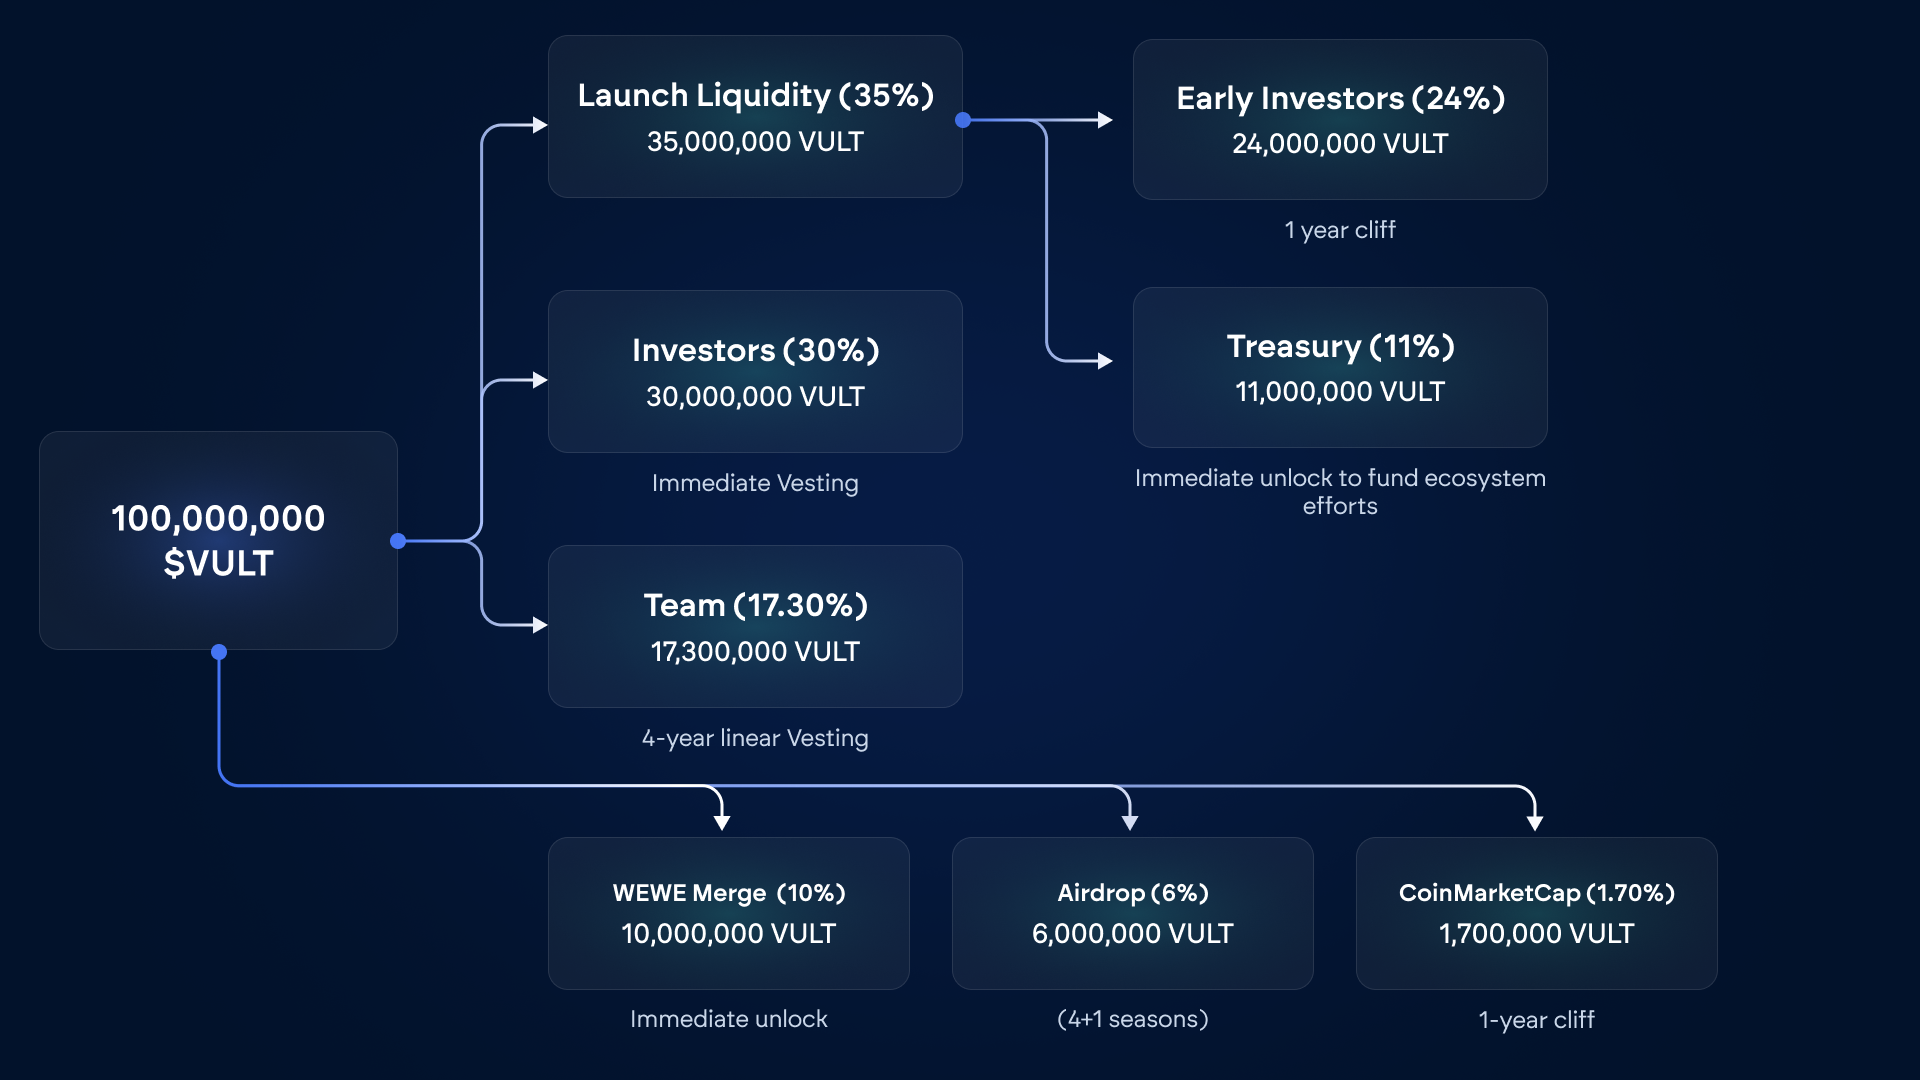 Launch Liquidity (35%)
35,000,000 VULT
Early Investors (24%)
24,000,000 VULT
1 year cliff
Investors (30%)
30,000,000 VULT
Immediate Vesting
Treasury (11%)
11,000,000 VULT
Immediate unlock to fund ecosystem
efforts
100,000,000
$VULT
Team (17.30%)
17,300,000 VULT
4-year linear Vesting
WEWE Merge (10%)
10,000,000 VULT
Immediate unlock
Airdrop (6%)
6,000,000 VULT
(4+1 seasons)
CoinMarketCap (1.70%)
1,700,000 VULT
1-year cliff